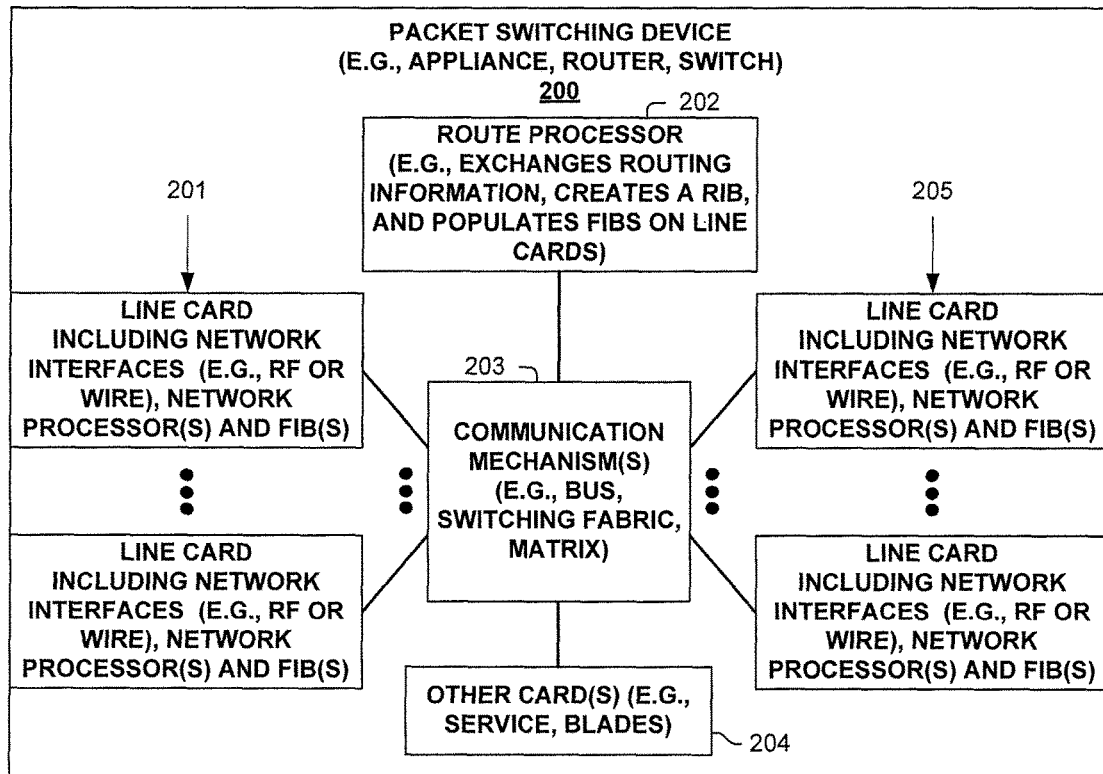 PACKET SWITCHING DEVICE
(E.G., APPLIANCE, ROUTER, SWITCH)
200
202
ROUTE PROCESSOR
(E.G., EXCHANGES ROUTING
INFORMATION, CREATES A RIB,
AND POPULATES FIBS ON LINE
CARDS)
201
LINE CARD
INCLUDING NETWORK
INTERFACES (E.G., RF OR
WIRE), NETWORK
PROCESSOR(S) AND FIB(S)
205
LINE CARD
INCLUDING NETWORK
INTERFACES (E.G., RF OR
WIRE), NETWORK
PROCESSOR(S) AND FIB(S)
203
COMMUNICATION
MECHANISM(S)
(E.G., BUS,
SWITCHING FABRIC,
MATRIX)
LINE CARD
INCLUDING NETWORK
INTERFACES (E.G., RF OR
WIRE), NETWORK
PROCESSOR(S) AND FIB(S)
LINE CARD
INCLUDING NETWORK
INTERFACES (E.G., RF OR
WIRE), NETWORK
PROCESSOR(S) AND FIB(S)
OTHER CARD(S) (E.G.,
SERVICE, BLADES)
204